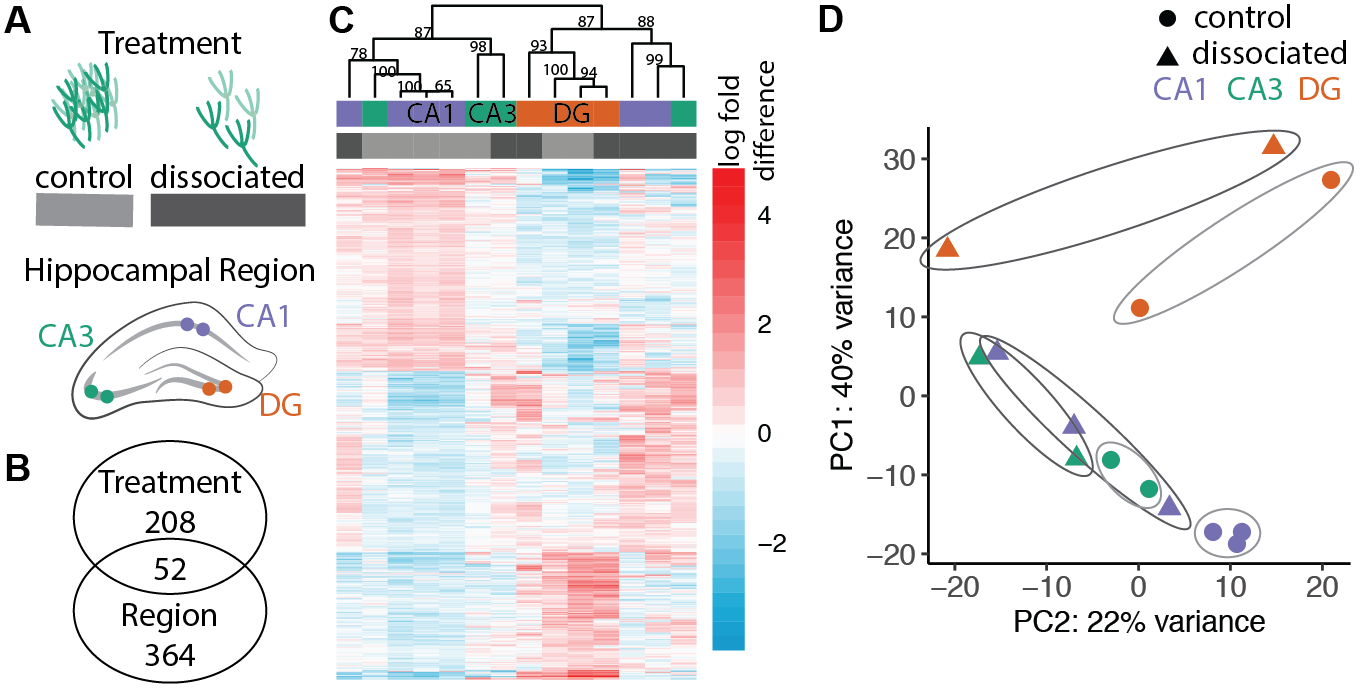 A
Treatment
control dissociated
Hippocampal Region
CA3
CA1
DG
B
Treatment
208
52
Region
364
C
87
78
100
100
65
98
87
93
100
94
88
99
CA1 CA3 DG
log fold
difference
4
2
0
−2
D
control
dissociated
CA1 CA3 DG
PC1: 40% variance
30
20
10
0
−10
−20
−20 −10 0 10 20
PC2: 22% variance